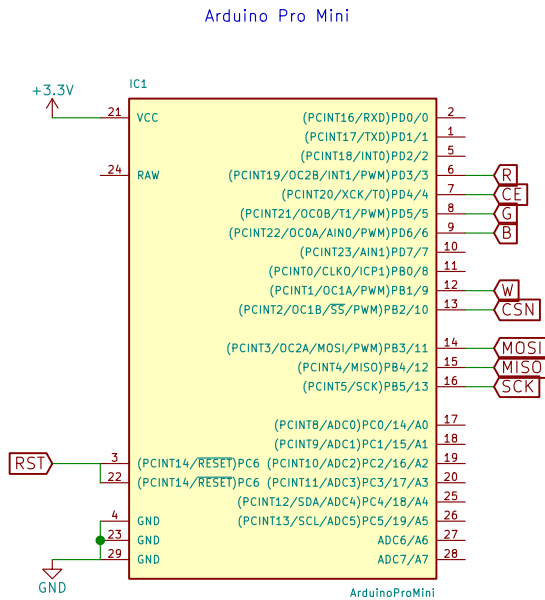 Arduino Pro Mini
IC1
+3.3V
21 VCC (PCINT16/RXD)PD0/0 2
(PCINT17/TXD)PD1/1 1
(PCINT18/INT0)PD2/2 5
24 RAW (PCINT19/OC2B/INT1/PWM)PD3/3 6 R
(PCINT20/XCK/T0)PD4/4 7 CE
(PCINT21/OC0B/T1/PWM)PD5/5 8 G
(PCINT22/OC0A/AIN0/PWM)PD6/6 9 B
(PCINT23/AIN1)PD7/7 10
(PCINT0/CLKO/ICP1)PB0/8 11
(PCINT1/OC1A/PWM)PB1/9 12 W
(PCINT2/OC1B/SS/PWM)PB2/10 13 CSN
(PCINT3/OC2A/MOSI/PWM)PB3/11 14 MOSI
(PCINT4/MISO)PB4/12 15 MISO
(PCINT5/SCK)PB5/13 16 SCK
(PCINT8/ADC0)PC0/14/A0 17
(PCINT9/ADC1)PC1/15/A1 18
RST 3 (PCINT14/RESET)PC6 (PCINT10/ADC2)PC2/16/A2 19
22 (PCINT14/RESET)PC6 (PCINT11/ADC3)PC3/17/A3 20
(PCINT12/SDA/ADC4)PC4/18/A4 25
4 GND (PCINT13/SCL/ADC5)PC5/19/A5 26
23 GND ADC6/A6 27
29 GND ADC7/A7 28
GND
ArduinoProMini